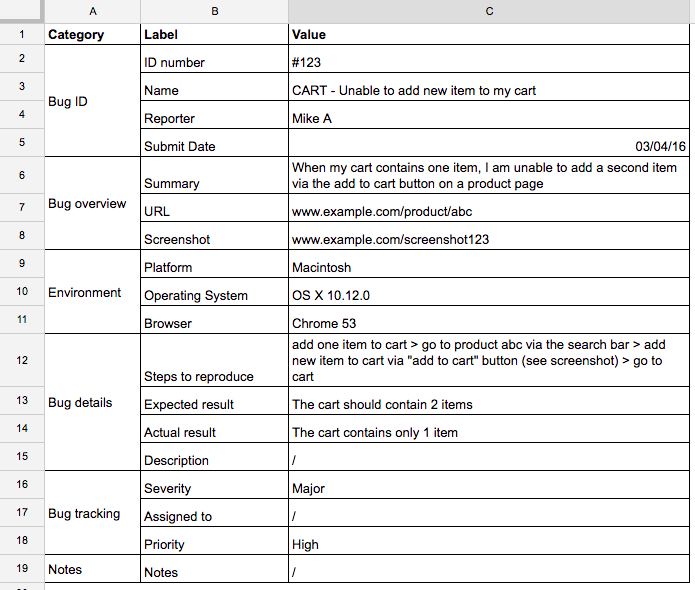 A B C
1 Category Label Value
2 ID number #123
3 Name CART - Unable to add new item to my cart
Bug ID
4 Reporter Mike A
5 Submit Date 03/04/16
6 Summary When my cart contains one item, I am unable to add a second item
via the add to cart button on a product page
Bug overview
7 URL www.example.com/product/abc
8 Screenshot www.example.com/screenshot123
9 Platform Macintosh
10 Environment Operating System OS X 10.12.0
11 Browser Chrome 53
12 Steps to reproduce add one item to cart > go to product abc via the search bar > add
new item to cart via "add to cart" button (see screenshot) > go to
cart
13 Bug details Expected result The cart should contain 2 items
14 Actual result The cart contains only 1 item
15 Description /
16 Severity Major
17 Bug tracking Assigned to /
18 Priority High
19 Notes Notes /